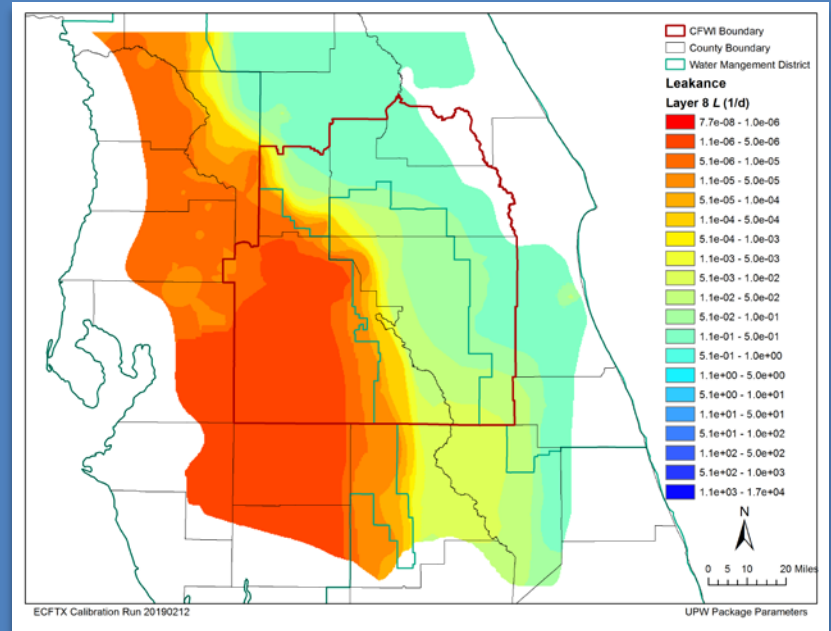 CFWI Boundary
County Boundary
Water Mangement District
Leakance
Layer 8 L (1/d)
7.7e-08 - 1.0e-06
1.1e-06 - 5.0e-06
5.1e-06 - 1.0e-05
1.1e-05 - 5.0e-05
5.1e-05 - 1.0e-04
1.1e-04 - 5.0e-04
5.1e-04 - 1.0e-03
1.1e-03 - 5.0e-03
5.1e-03 - 1.0e-02
1.1e-02 - 5.0e-02
5.1e-02 - 1.0e-01
1.1e-01 - 5.0e-01
5.1e-01 - 1.0e+00
1.1e+00 - 5.0e+00
5.1e+00 - 1.0e+01
1.1e+01 - 5.0e+01
5.1e+01 - 1.0e+02
1.1e+02 - 5.0e+02
5.1e+02 - 1.0e+03
1.1e+03 - 1.7e+04
N
0 5 10 20 Miles
ECFTX Calibration Run 20190212
UPW Package Parameters